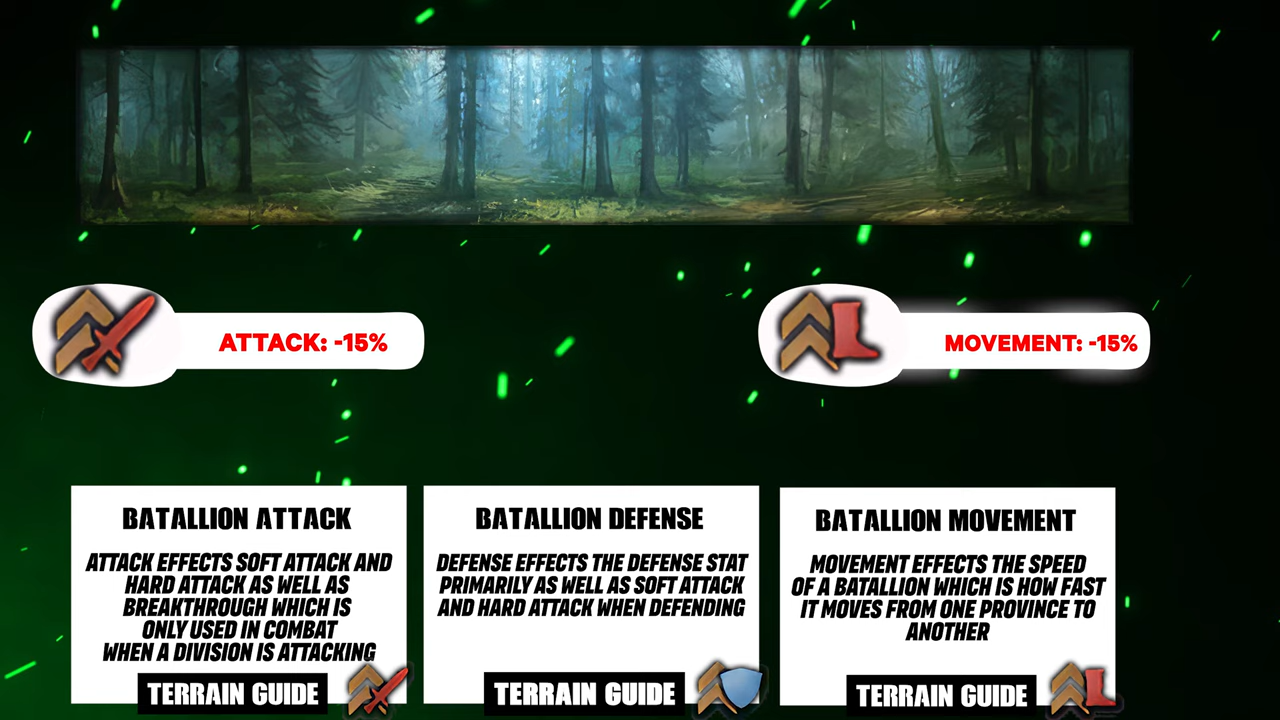 ATTACK: -15%
MOVEMENT: -15%
BATALLION ATTACK
ATTACK EFFECTS SOFT ATTACK AND
HARD ATTACK AS WELL AS
BREAKTHROUGH WHICH IS
ONLY USED IN COMBAT
WHEN A DIVISION IS ATTACKING
TERRAIN GUIDE
BATALLION DEFENSE
DEFENSE EFFECTS THE DEFENSE STAT
PRIMARILY AS WELL AS SOFT ATTACK
AND HARD ATTACK WHEN DEFENDING
TERRAIN GUIDE
BATALLION MOVEMENT
MOVEMENT EFFECTS THE SPEED
OF A BATALLION WHICH IS HOW FAST
IT MOVES FROM ONE PROVINCE TO
ANOTHER
TERRAIN GUIDE